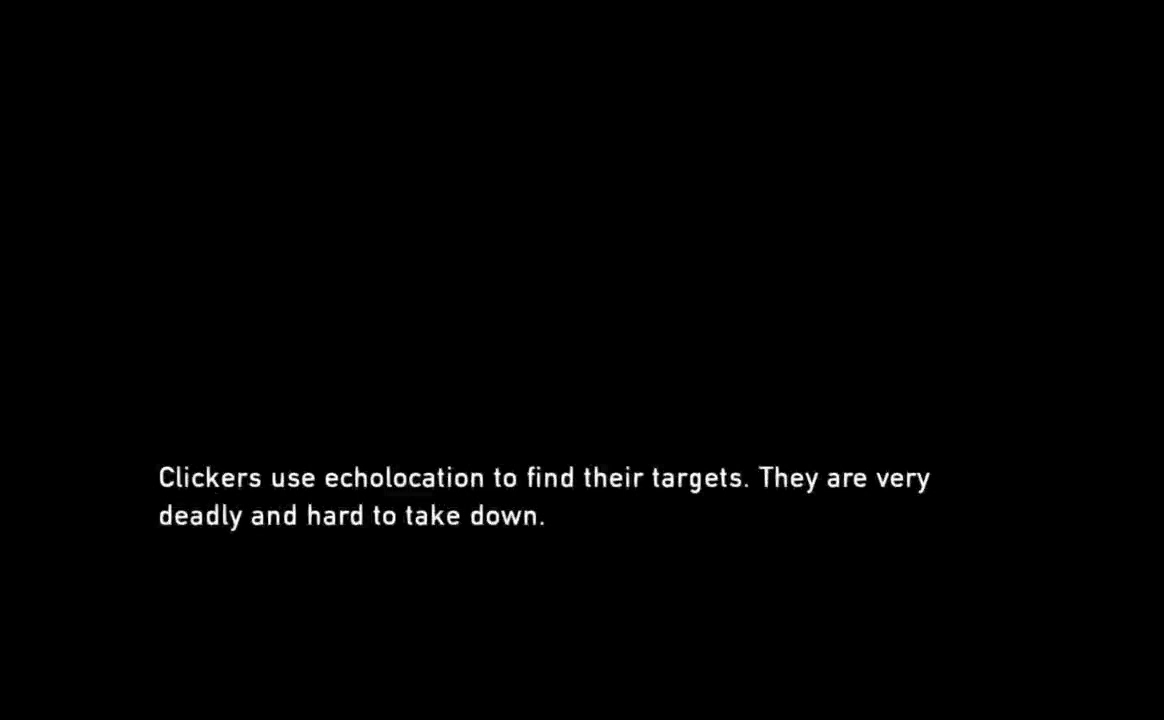 Clickers use echolocation to find their targets. They are very
deadly and hard to take down.